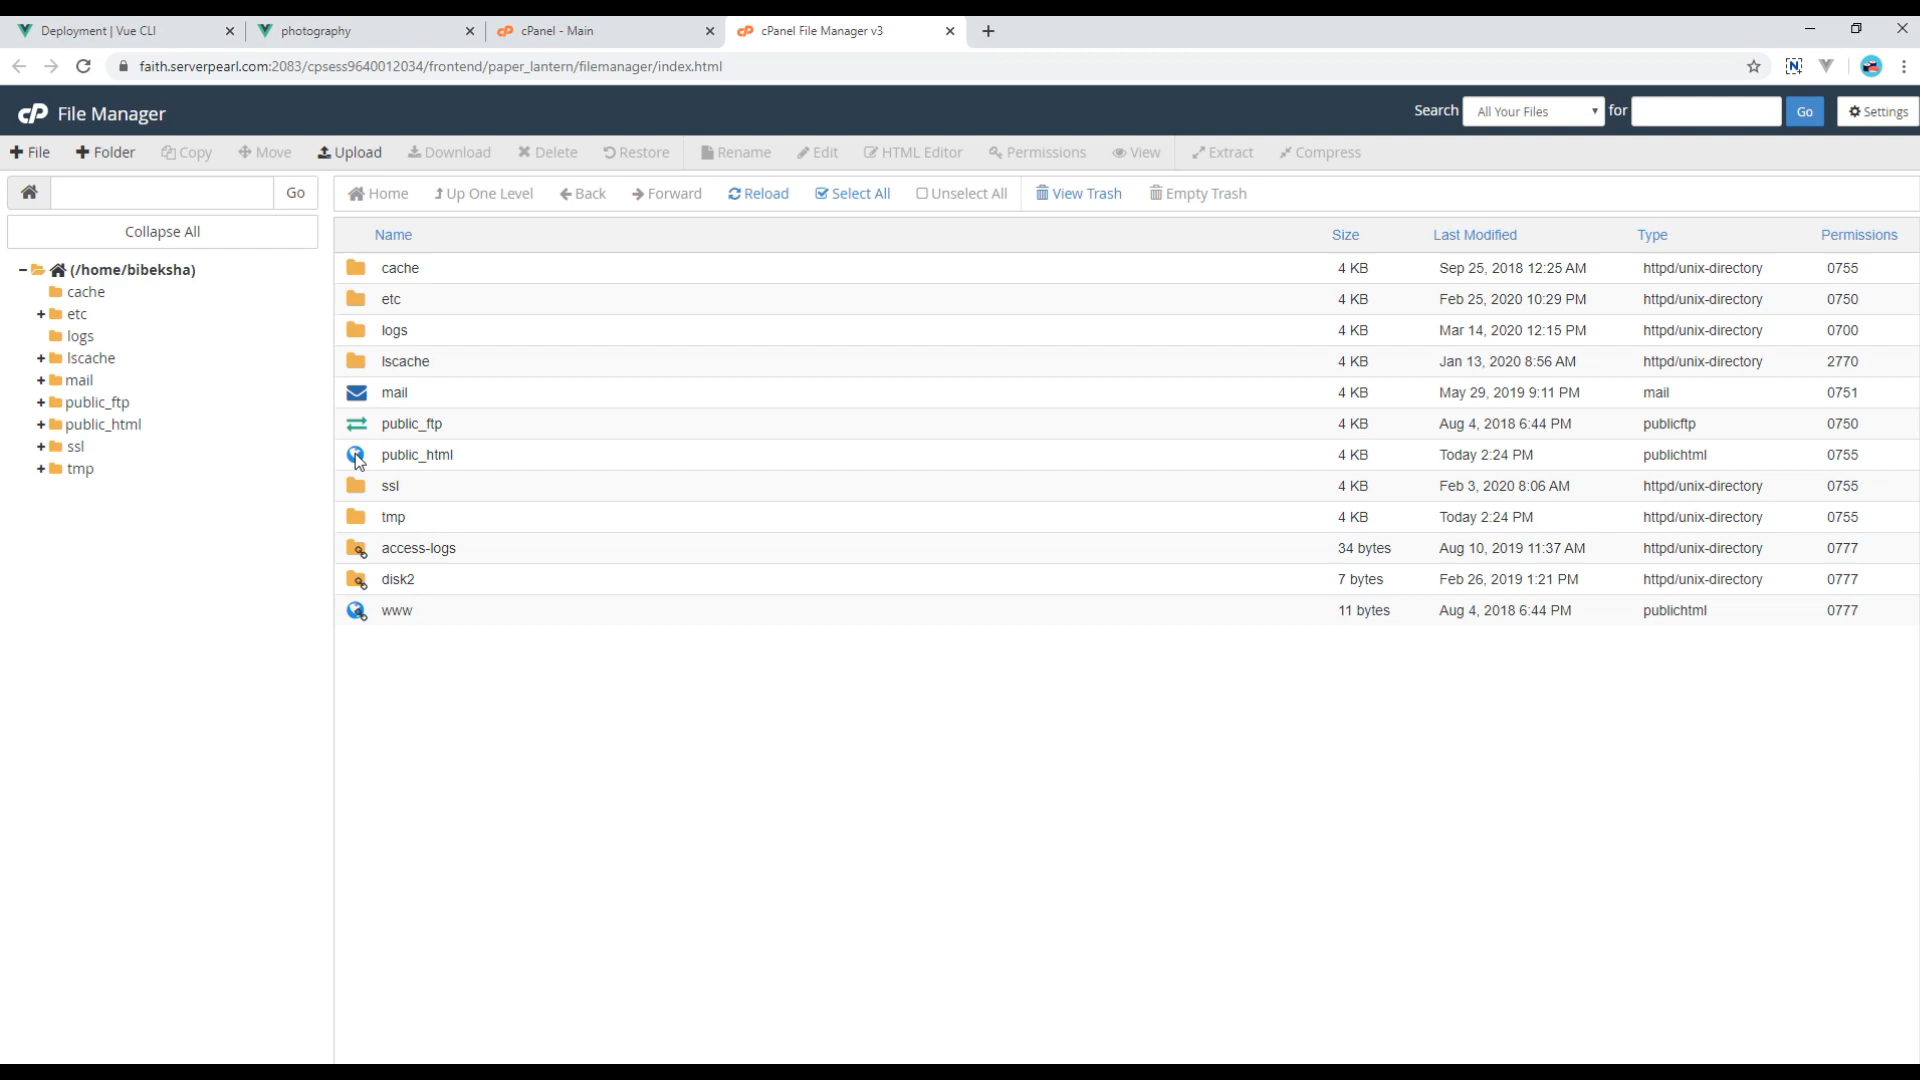 Deployment | Vue CLI photography cPanel - Main cPanel File Manager v3
faith.serverpearl.com:2083/cpsess9640012034/frontend/paper_lantern/filemanager/index.html
cP File Manager Search All Your Files for Go Settings
File Folder Copy Move Upload Download Delete Restore Rename Edit HTML Editor Permissions View Extract Compress
Go Home Up One Level Back Forward Reload Select All Unselect All View Trash Empty Trash
Collapse All
(/home/bibeksha)
cache
etc
logs
lscache
mail
public_ftp
public_html
ssl
tmp
Name Size Last Modified Type Permissions
cache 4 KB Sep 25, 2018 12:25 AM httpd/unix-directory 0755
etc 4 KB Feb 25, 2020 10:29 PM httpd/unix-directory 0750
logs 4 KB Mar 14, 2020 12:15 PM httpd/unix-directory 0700
lscache 4 KB Jan 13, 2020 8:56 AM httpd/unix-directory 2770
mail 4 KB May 29, 2019 9:11 PM mail 0751
public_ftp 4 KB Aug 4, 2018 6:44 PM publicftp 0750
public_html 4 KB Today 2:24 PM publichtml 0755
ssl 4 KB Feb 3, 2020 8:06 AM httpd/unix-directory 0755
tmp 4 KB Today 2:24 PM httpd/unix-directory 0755
access-logs 34 bytes Aug 10, 2019 11:37 AM httpd/unix-directory 0777
disk2 7 bytes Feb 26, 2019 1:21 PM httpd/unix-directory 0777
www 11 bytes Aug 4, 2018 6:44 PM publichtml 0777